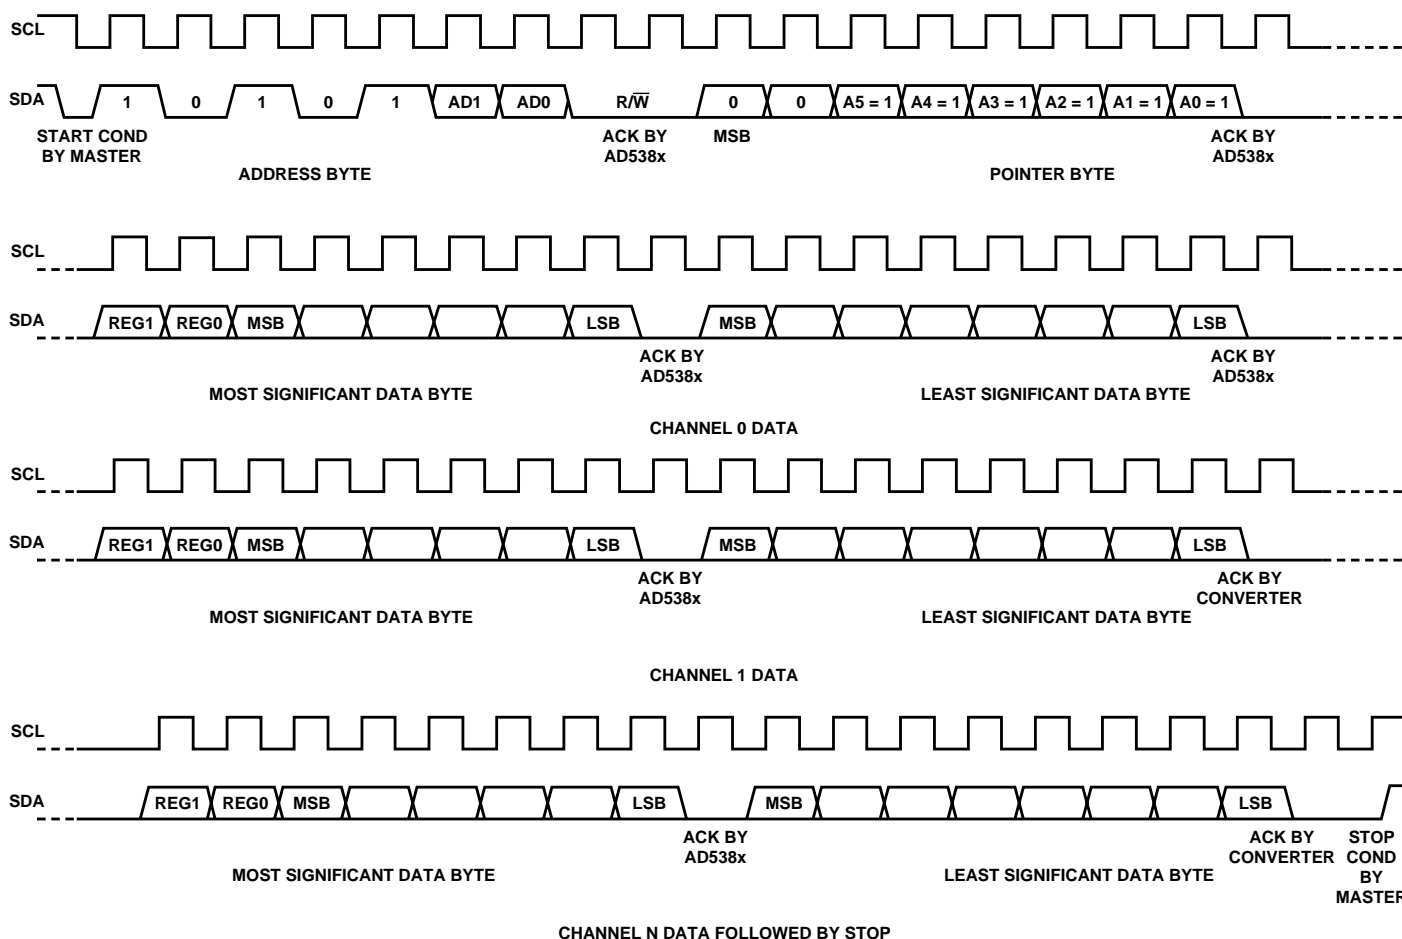 SCL
SDA 1 0 1 0 1 AD1 AD0 R/W̅ 0 0 A5 = 1 A4 = 1 A3 = 1 A2 = 1 A1 = 1 A0 = 1
START COND ACK BY MSB ACK BY
BY MASTER AD538x AD538x
ADDRESS BYTE POINTER BYTE
SCL
SDA REG1 REG0 MSB LSB MSB LSB
ACK BY ACK BY
AD538x AD538x
MOST SIGNIFICANT DATA BYTE LEAST SIGNIFICANT DATA BYTE
CHANNEL 0 DATA
SCL
SDA REG1 REG0 MSB LSB MSB LSB
ACK BY ACK BY
AD538x CONVERTER
MOST SIGNIFICANT DATA BYTE LEAST SIGNIFICANT DATA BYTE
CHANNEL 1 DATA
SCL
SDA REG1 REG0 MSB LSB MSB LSB
ACK BY ACK BY STOP
AD538x CONVERTER COND
MOST SIGNIFICANT DATA BYTE LEAST SIGNIFICANT DATA BYTE BY
MASTER
CHANNEL N DATA FOLLOWED BY STOP